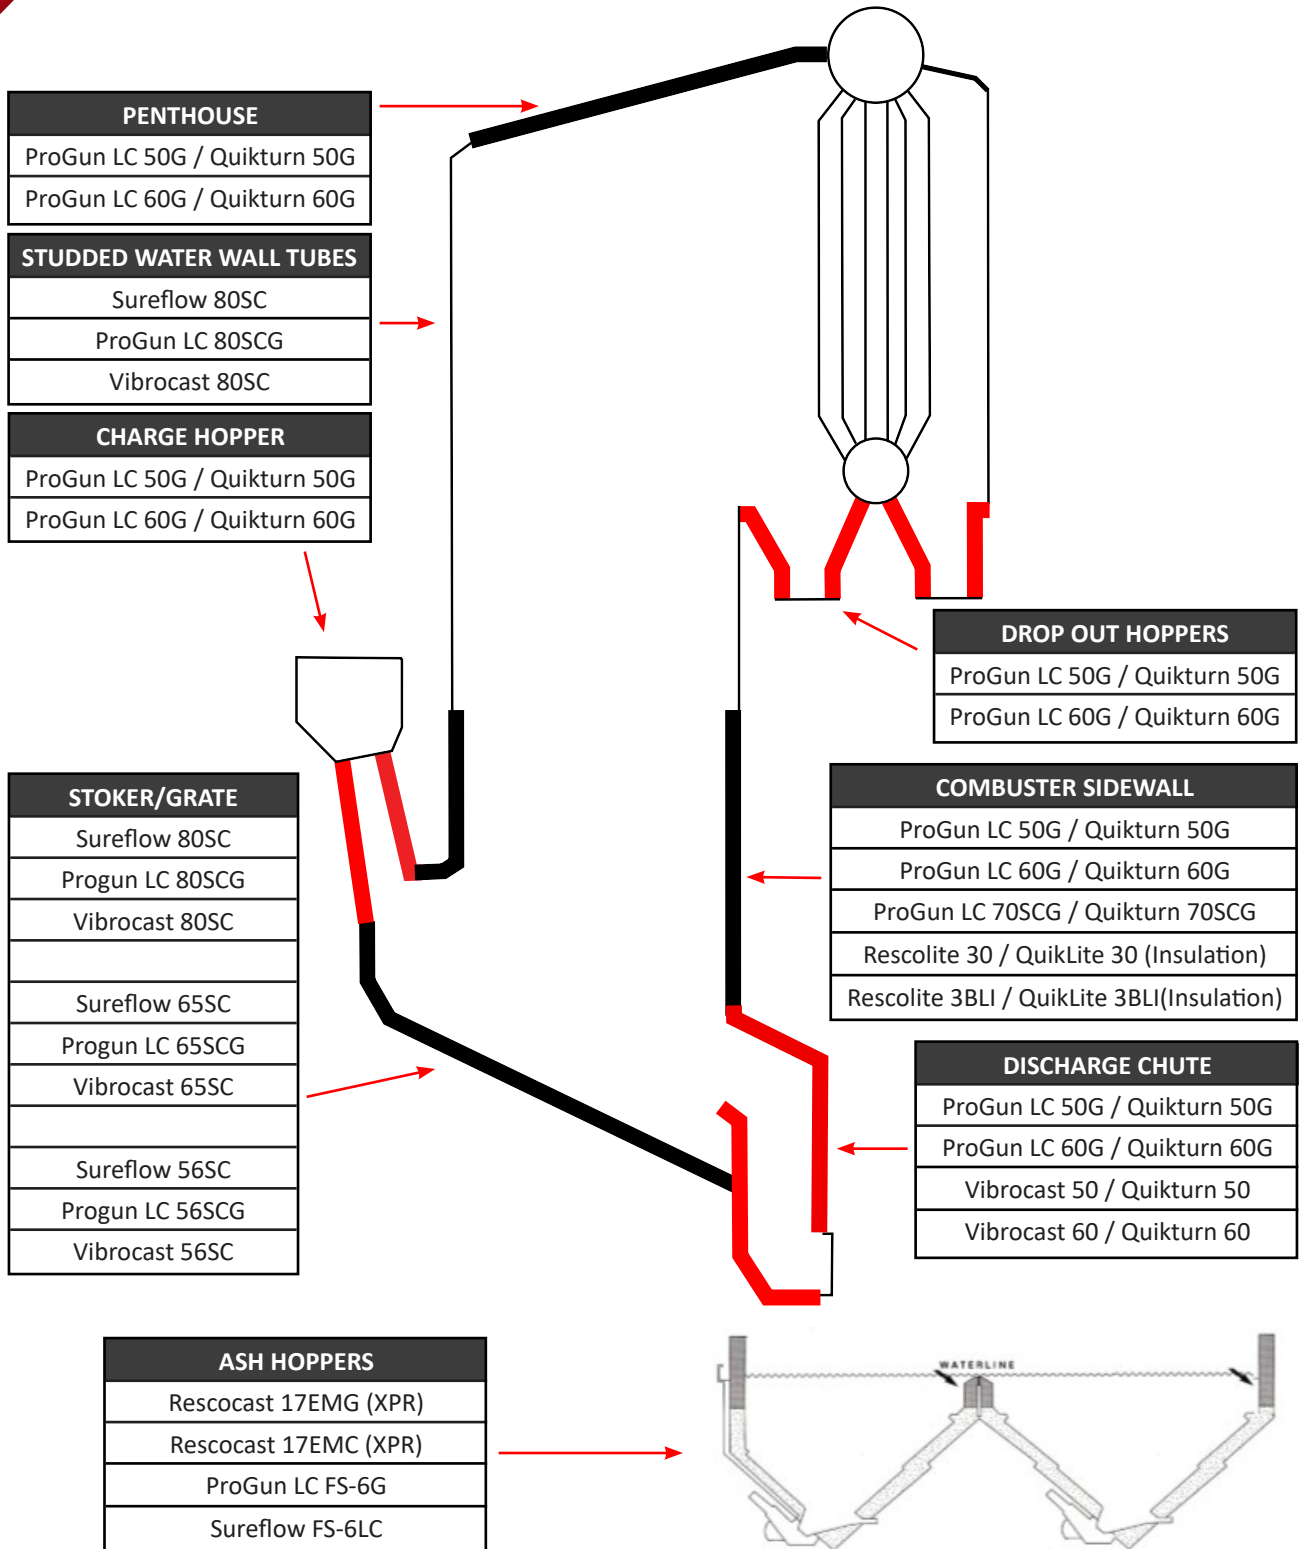 PENTHOUSE
ProGun LC 50G / Quikturn 50G
ProGun LC 60G / Quikturn 60G
STUDDED WATER WALL TUBES
Sureflow 80SC
ProGun LC 80SCG
Vibrocast 80SC
CHARGE HOPPER
ProGun LC 50G / Quikturn 50G
ProGun LC 60G / Quikturn 60G
DROP OUT HOPPERS
ProGun LC 50G / Quikturn 50G
ProGun LC 60G / Quikturn 60G
STOKER/GRATE
Sureflow 80SC
Progun LC 80SCG
Vibrocast 80SC
Sureflow 65SC
Progun LC 65SCG
Vibrocast 65SC
Sureflow 56SC
Progun LC 56SCG
Vibrocast 56SC
COMBUSTER SIDEWALL
ProGun LC 50G / Quikturn 50G
ProGun LC 60G / Quikturn 60G
ProGun LC 70SCG / Quikturn 70SCG
Rescolite 30 / QuikLite 30 (Insulation)
Rescolite 3BLI / QuikLite 3BLI(Insulation)
DISCHARGE CHUTE
ProGun LC 50G / Quikturn 50G
ProGun LC 60G / Quikturn 60G
Vibrocast 50 / Quikturn 50
Vibrocast 60 / Quikturn 60
ASH HOPPERS
Rescocast 17EMG (XPR)
Rescocast 17EMC (XPR)
ProGun LC FS-6G
Sureflow FS-6LC
WATERLINE